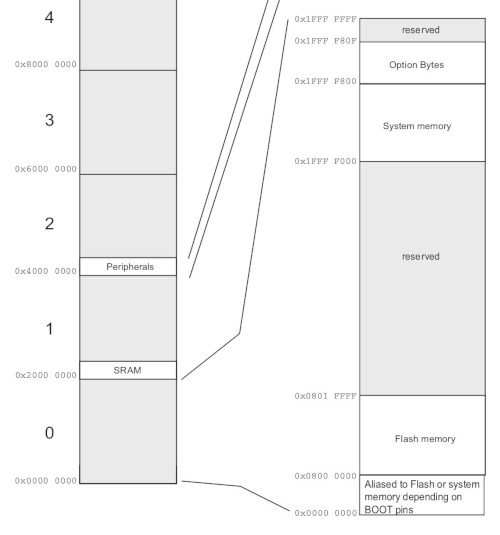 4
0x8000 0000
3
0x6000 0000
2
Peripherals
0x4000 0000
1
SRAM
0x2000 0000
0
0x0000 0000
0x1FFF FFFF
reserved
0x1FFF F80F
Option Bytes
0x1FFF F800
System memory
0x1FFF F000
reserved
0x0801 FFFF
Flash memory
0x0800 0000
Aliased to Flash or system
memory depending on
BOOT pins
0x0000 0000